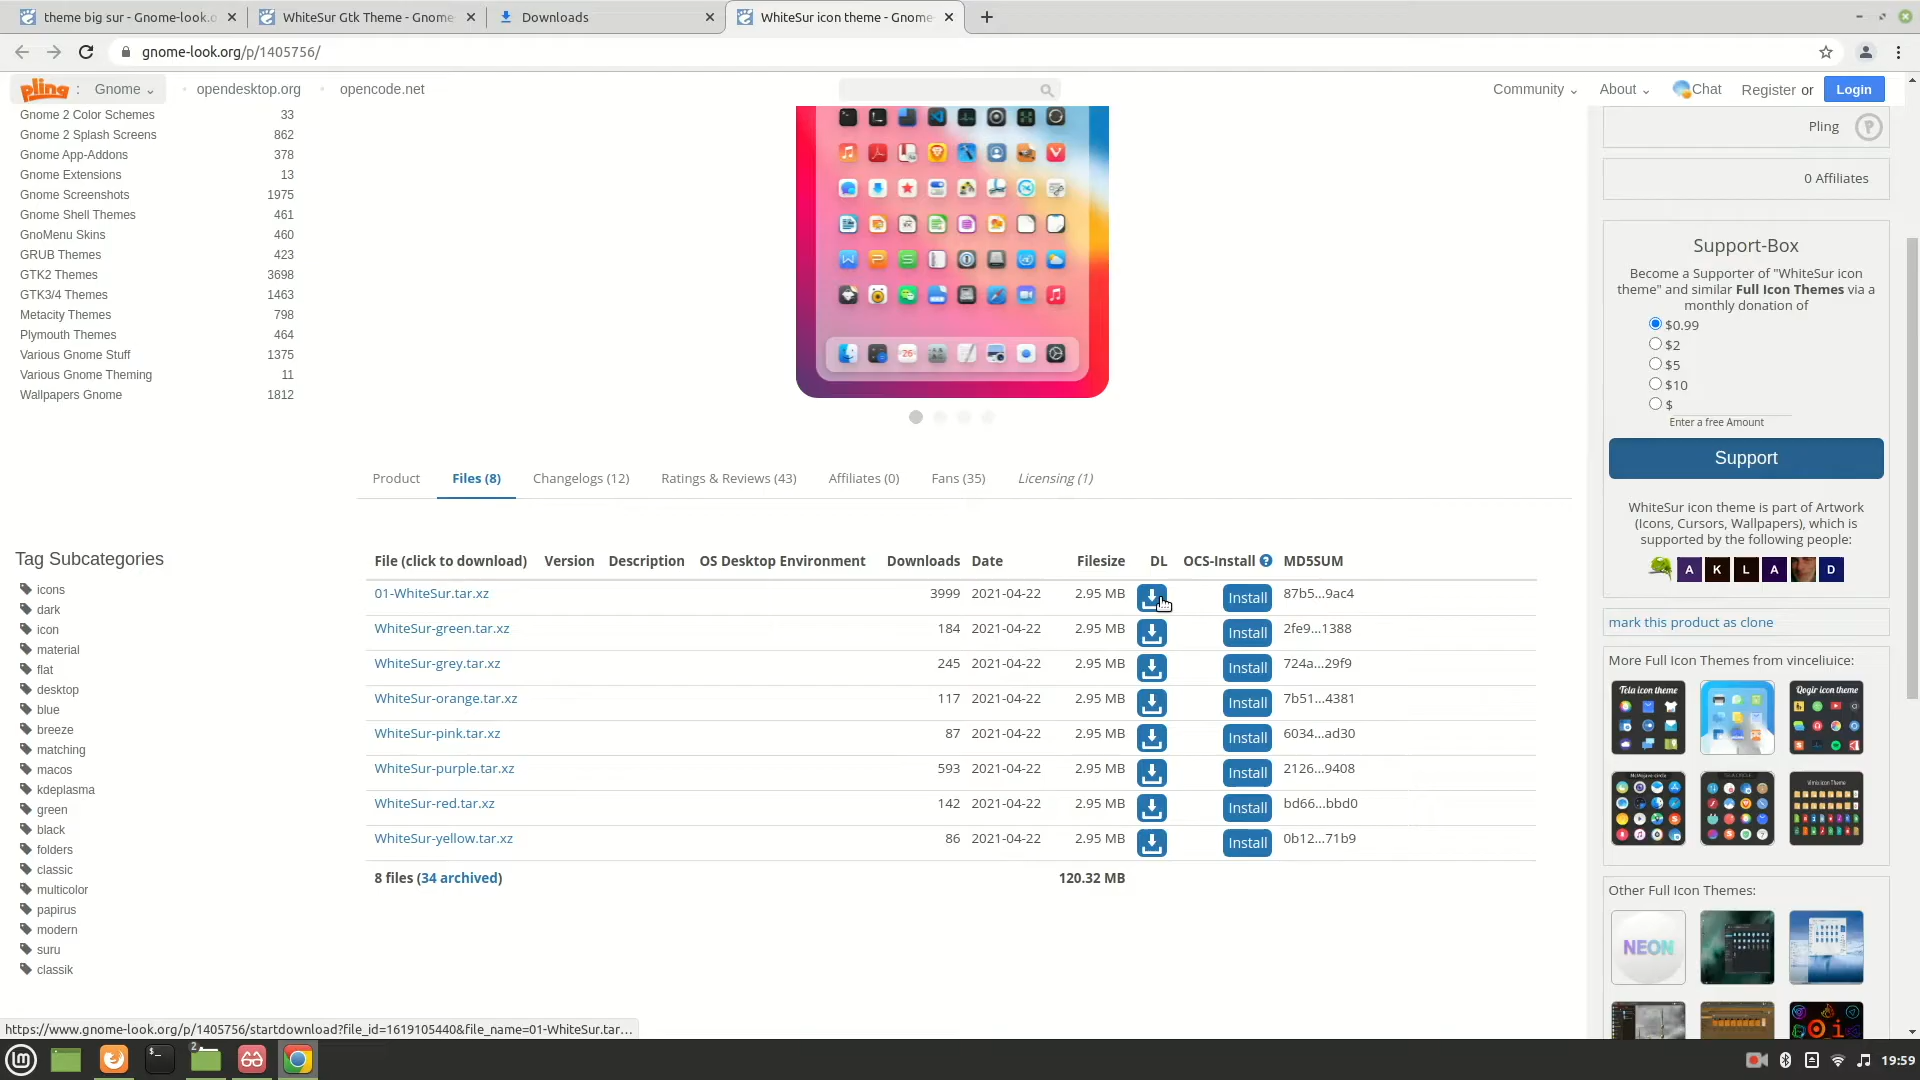 theme big sur - Gnome-look.o
WhiteSur Gtk Theme - Gnome
Downloads
WhiteSur icon theme - Gnome
gnome-look.org/p/1405756/
pling : Gnome
opendesktop.org
opencode.net
Community
About
Chat
Register or
Login
Gnome 2 Color Schemes 33
Gnome 2 Splash Screens 862
Gnome App-Addons 378
Gnome Extensions 13
Gnome Screenshots 1975
Gnome Shell Themes 461
GnoMenu Skins 460
GRUB Themes 423
GTK2 Themes 3698
GTK3/4 Themes 1463
Metacity Themes 798
Plymouth Themes 464
Various Gnome Stuff 1375
Various Gnome Theming 11
Wallpapers Gnome 1812
Tag Subcategories
icons
dark
icon
material
flat
desktop
blue
breeze
matching
macos
kdeplasma
green
black
folders
classic
multicolor
papirus
modern
suru
classik
Product
Files (8)
Changelogs (12)
Ratings & Reviews (43)
Affiliates (0)
Fans (35)
Licensing (1)
File (click to download) Version Description OS Desktop Environment Downloads Date Filesize DL OCS-Install MD5SUM
01-WhiteSur.tar.xz 3999 2021-04-22 2.95 MB Install 87b5...9ac4
WhiteSur-green.tar.xz 184 2021-04-22 2.95 MB Install 2fe9...1388
WhiteSur-grey.tar.xz 245 2021-04-22 2.95 MB Install 724a...29f9
WhiteSur-orange.tar.xz 117 2021-04-22 2.95 MB Install 7b51...4381
WhiteSur-pink.tar.xz 87 2021-04-22 2.95 MB Install 6034...ad30
WhiteSur-purple.tar.xz 593 2021-04-22 2.95 MB Install 2126...9408
WhiteSur-red.tar.xz 142 2021-04-22 2.95 MB Install bd66...bbd0
WhiteSur-yellow.tar.xz 86 2021-04-22 2.95 MB Install 0b12...71b9
8 files (34 archived) 120.32 MB
Pling
0 Affiliates
Support-Box
Become a Supporter of "WhiteSur icon
theme" and similar Full Icon Themes via a
monthly donation of
$0.99
$2
$5
$10
$
Enter a free Amount
Support
WhiteSur icon theme is part of Artwork
(Icons, Cursors, Wallpapers), which is
supported by the following people:
A K L A D
mark this product as clone
More Full Icon Themes from vinceliuice:
Tela icon theme
Qogir icon theme
Other Full Icon Themes:
NEON
https://www.gnome-look.org/p/1405756/startdownload?file_id=1619105440&file_name=01-WhiteSur.tar...
2
19:59